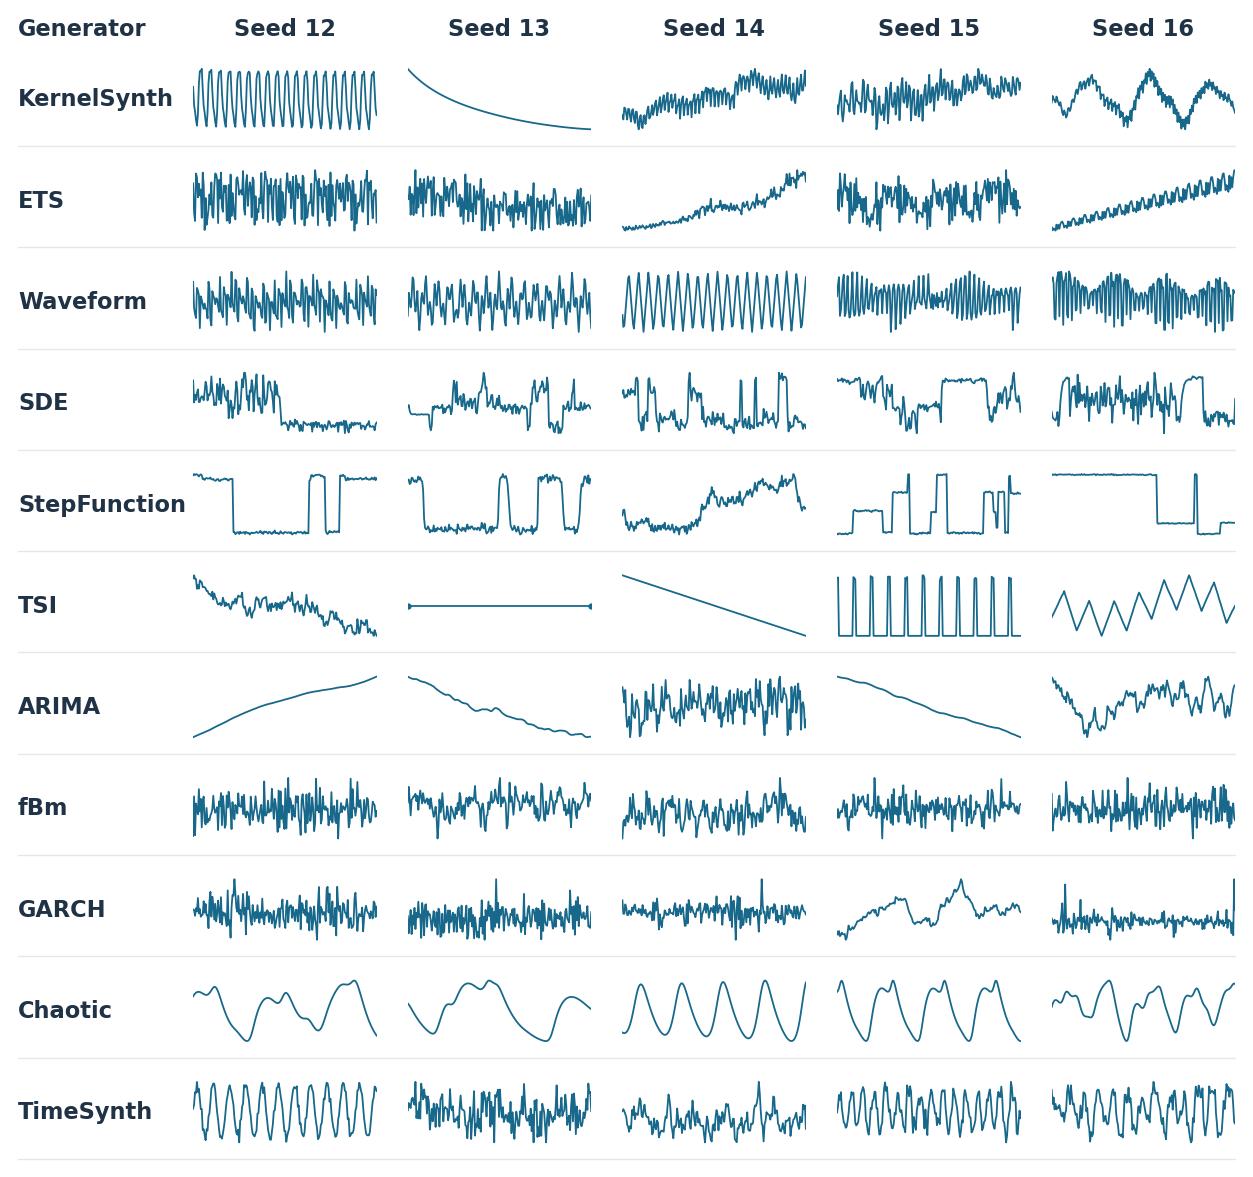 Generator Seed 12 Seed 13 Seed 14 Seed 15 Seed 16
KernelSynth
ETS
Waveform
SDE
StepFunction
TSI
ARIMA
fBm
GARCH
Chaotic
TimeSynth